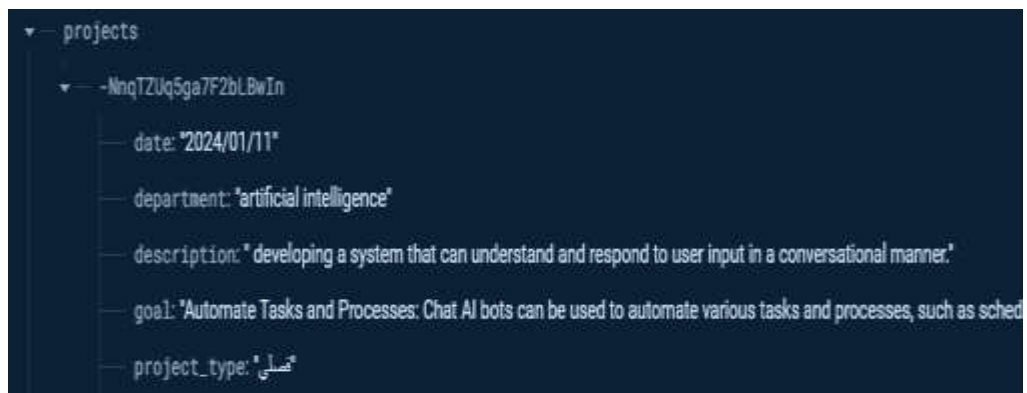 projects
-NnqTZUq5ga7F2bLBwIn
date: "2024/01/11"
department: "artificial intelligence"
description: " developing a system that can understand and respond to user input in a conversational manner."
goal: "Automate Tasks and Processes: Chat AI bots can be used to automate various tasks and processes, such as sched
project_type: "فصلي"